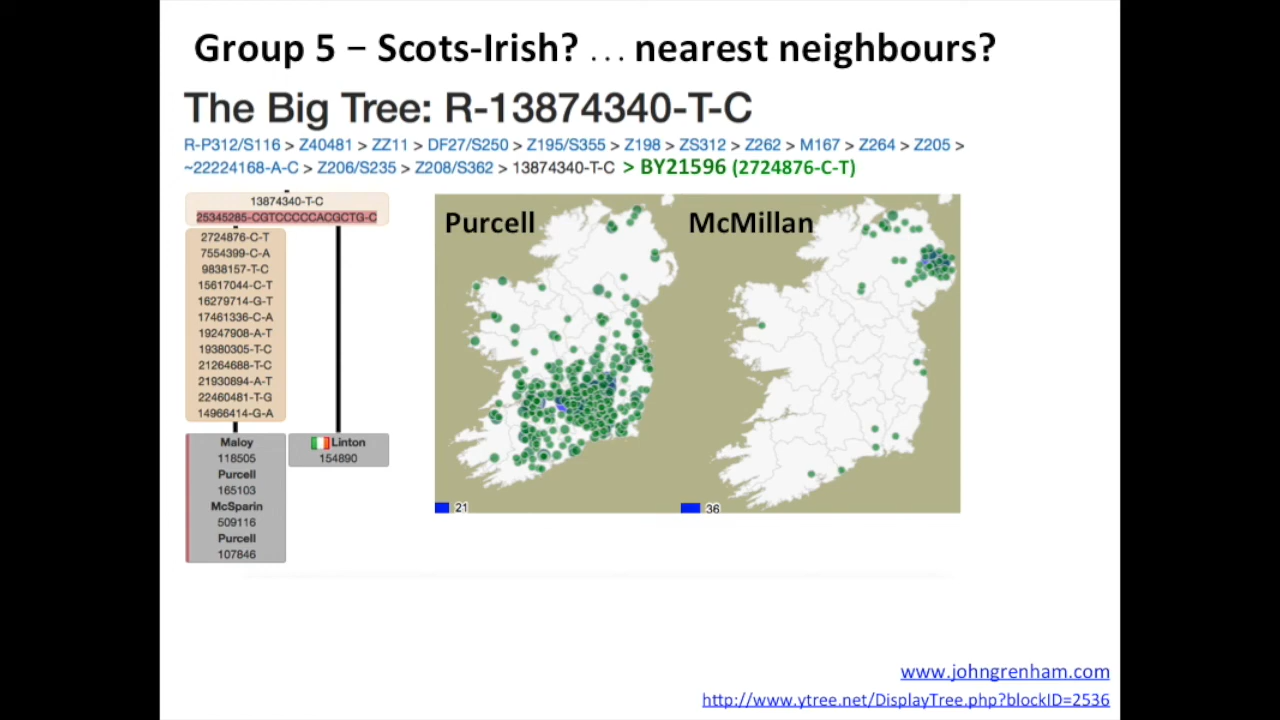 Group 5 – Scots-Irish? ... nearest neighbours?
The Big Tree: R-13874340-T-C
R-P312/S116 > Z40481 > ZZ11 > DF27/S250 > Z195/S355 > Z198 > ZS312 > Z262 > M167 > Z264 > Z205 >
~22224168-A-C > Z206/S235 > Z208/S362 > 13874340-T-C > BY21596 (2724876-C-T)
13874340-T-C
25345285-CGTCCCCCACGCTG-C
2724876-C-T
7554399-C-A
9838157-T-C
15617044-C-T
16279714-G-T
17461336-C-A
19247908-A-T
19380305-T-C
21264688-T-C
21930894-A-T
22460481-T-G
14966414-G-A
Maloy
118505
Purcell
165103
McSparin
509116
Purcell
107846
Linton
154890
Purcell
21
McMillan
36
www.johngrenham.com
http://www.ytree.net/DisplayTree.php?blockID=2536